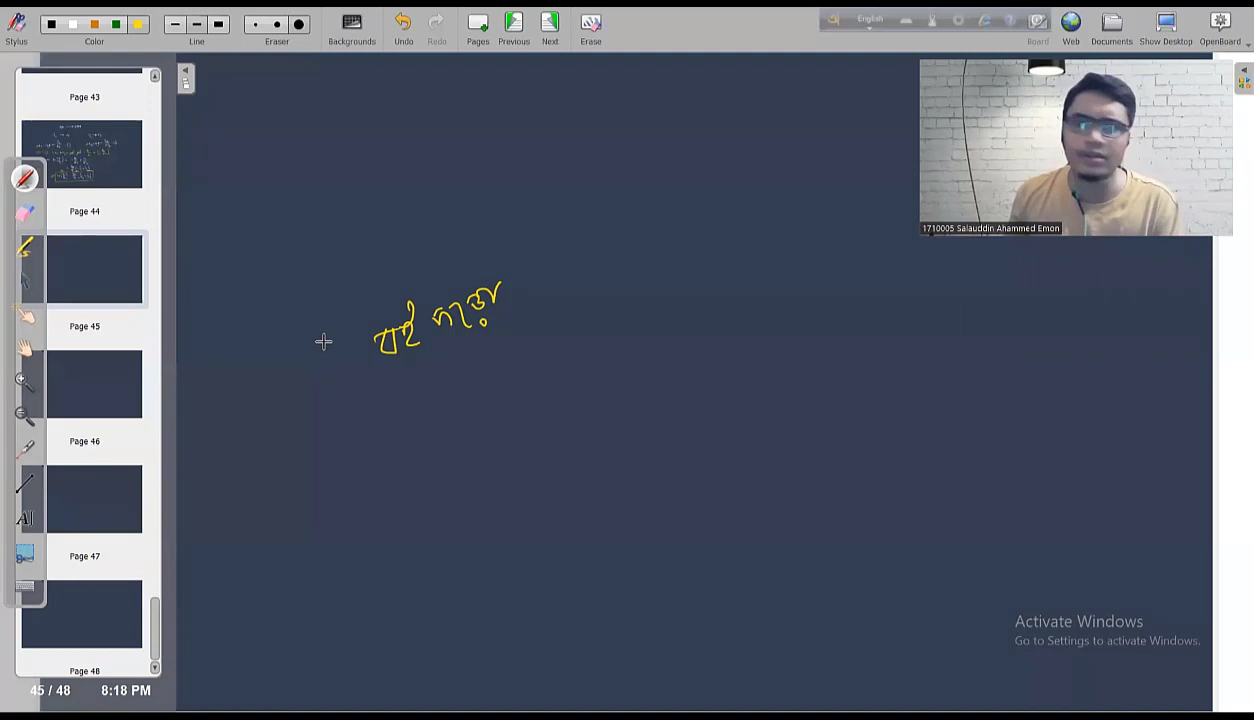 Stylus
Color
Line
Eraser
Backgrounds
Undo
Redo
Pages
Previous
Next
Erase
English
Board
Web
Documents
Show Desktop
OpenBoard
Page 43
Page 44
Page 45
Page 46
Page 47
Page 48
45 / 48
8:18 PM
1710005 Salauddin Ahammed Emon
বই
Activate Windows
Go to Settings to activate Windows.